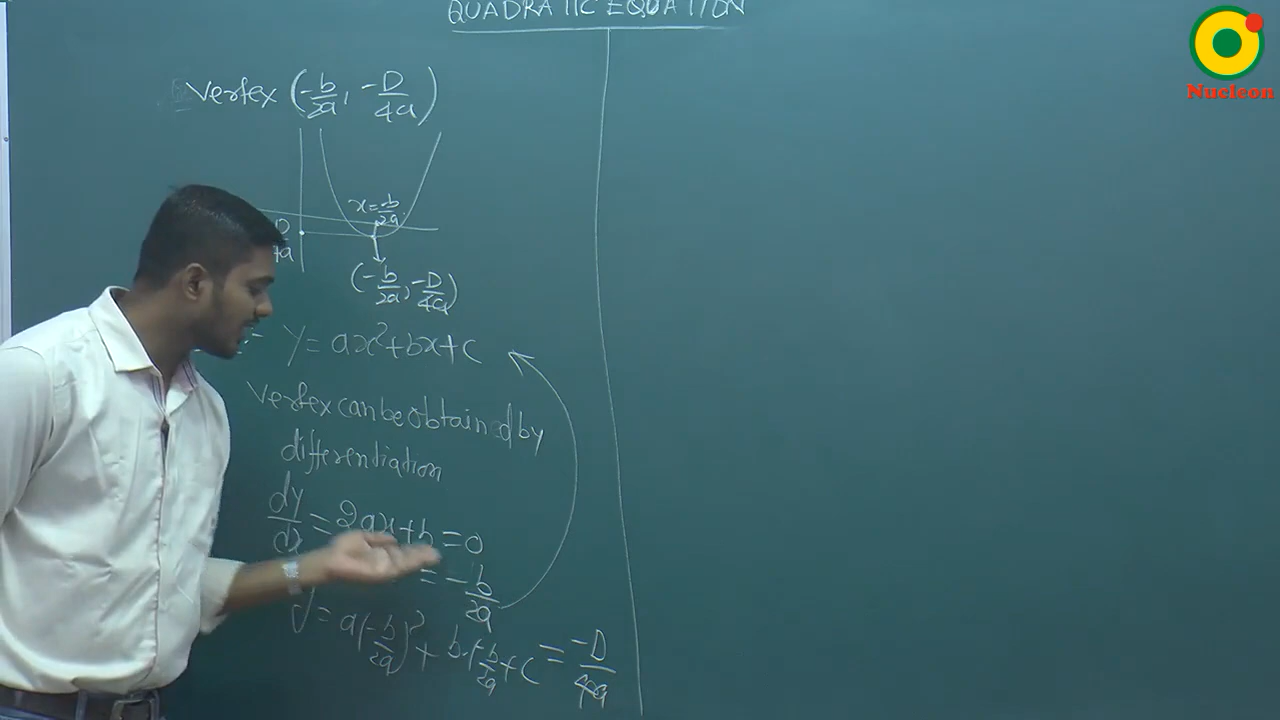 QUADRATIC EQUATION
Nucleon
Vertex (-b/2a, -D/4a)
x = -b/2a
(-b/2a, -D/4a)
y = ax²+bx+c
Vertex can be obtained by
differentiation
dy/dx = 2ax+b = 0
= -b/2a
y = a(-b/2a)² + b.(-b/2a + c = -D/4a